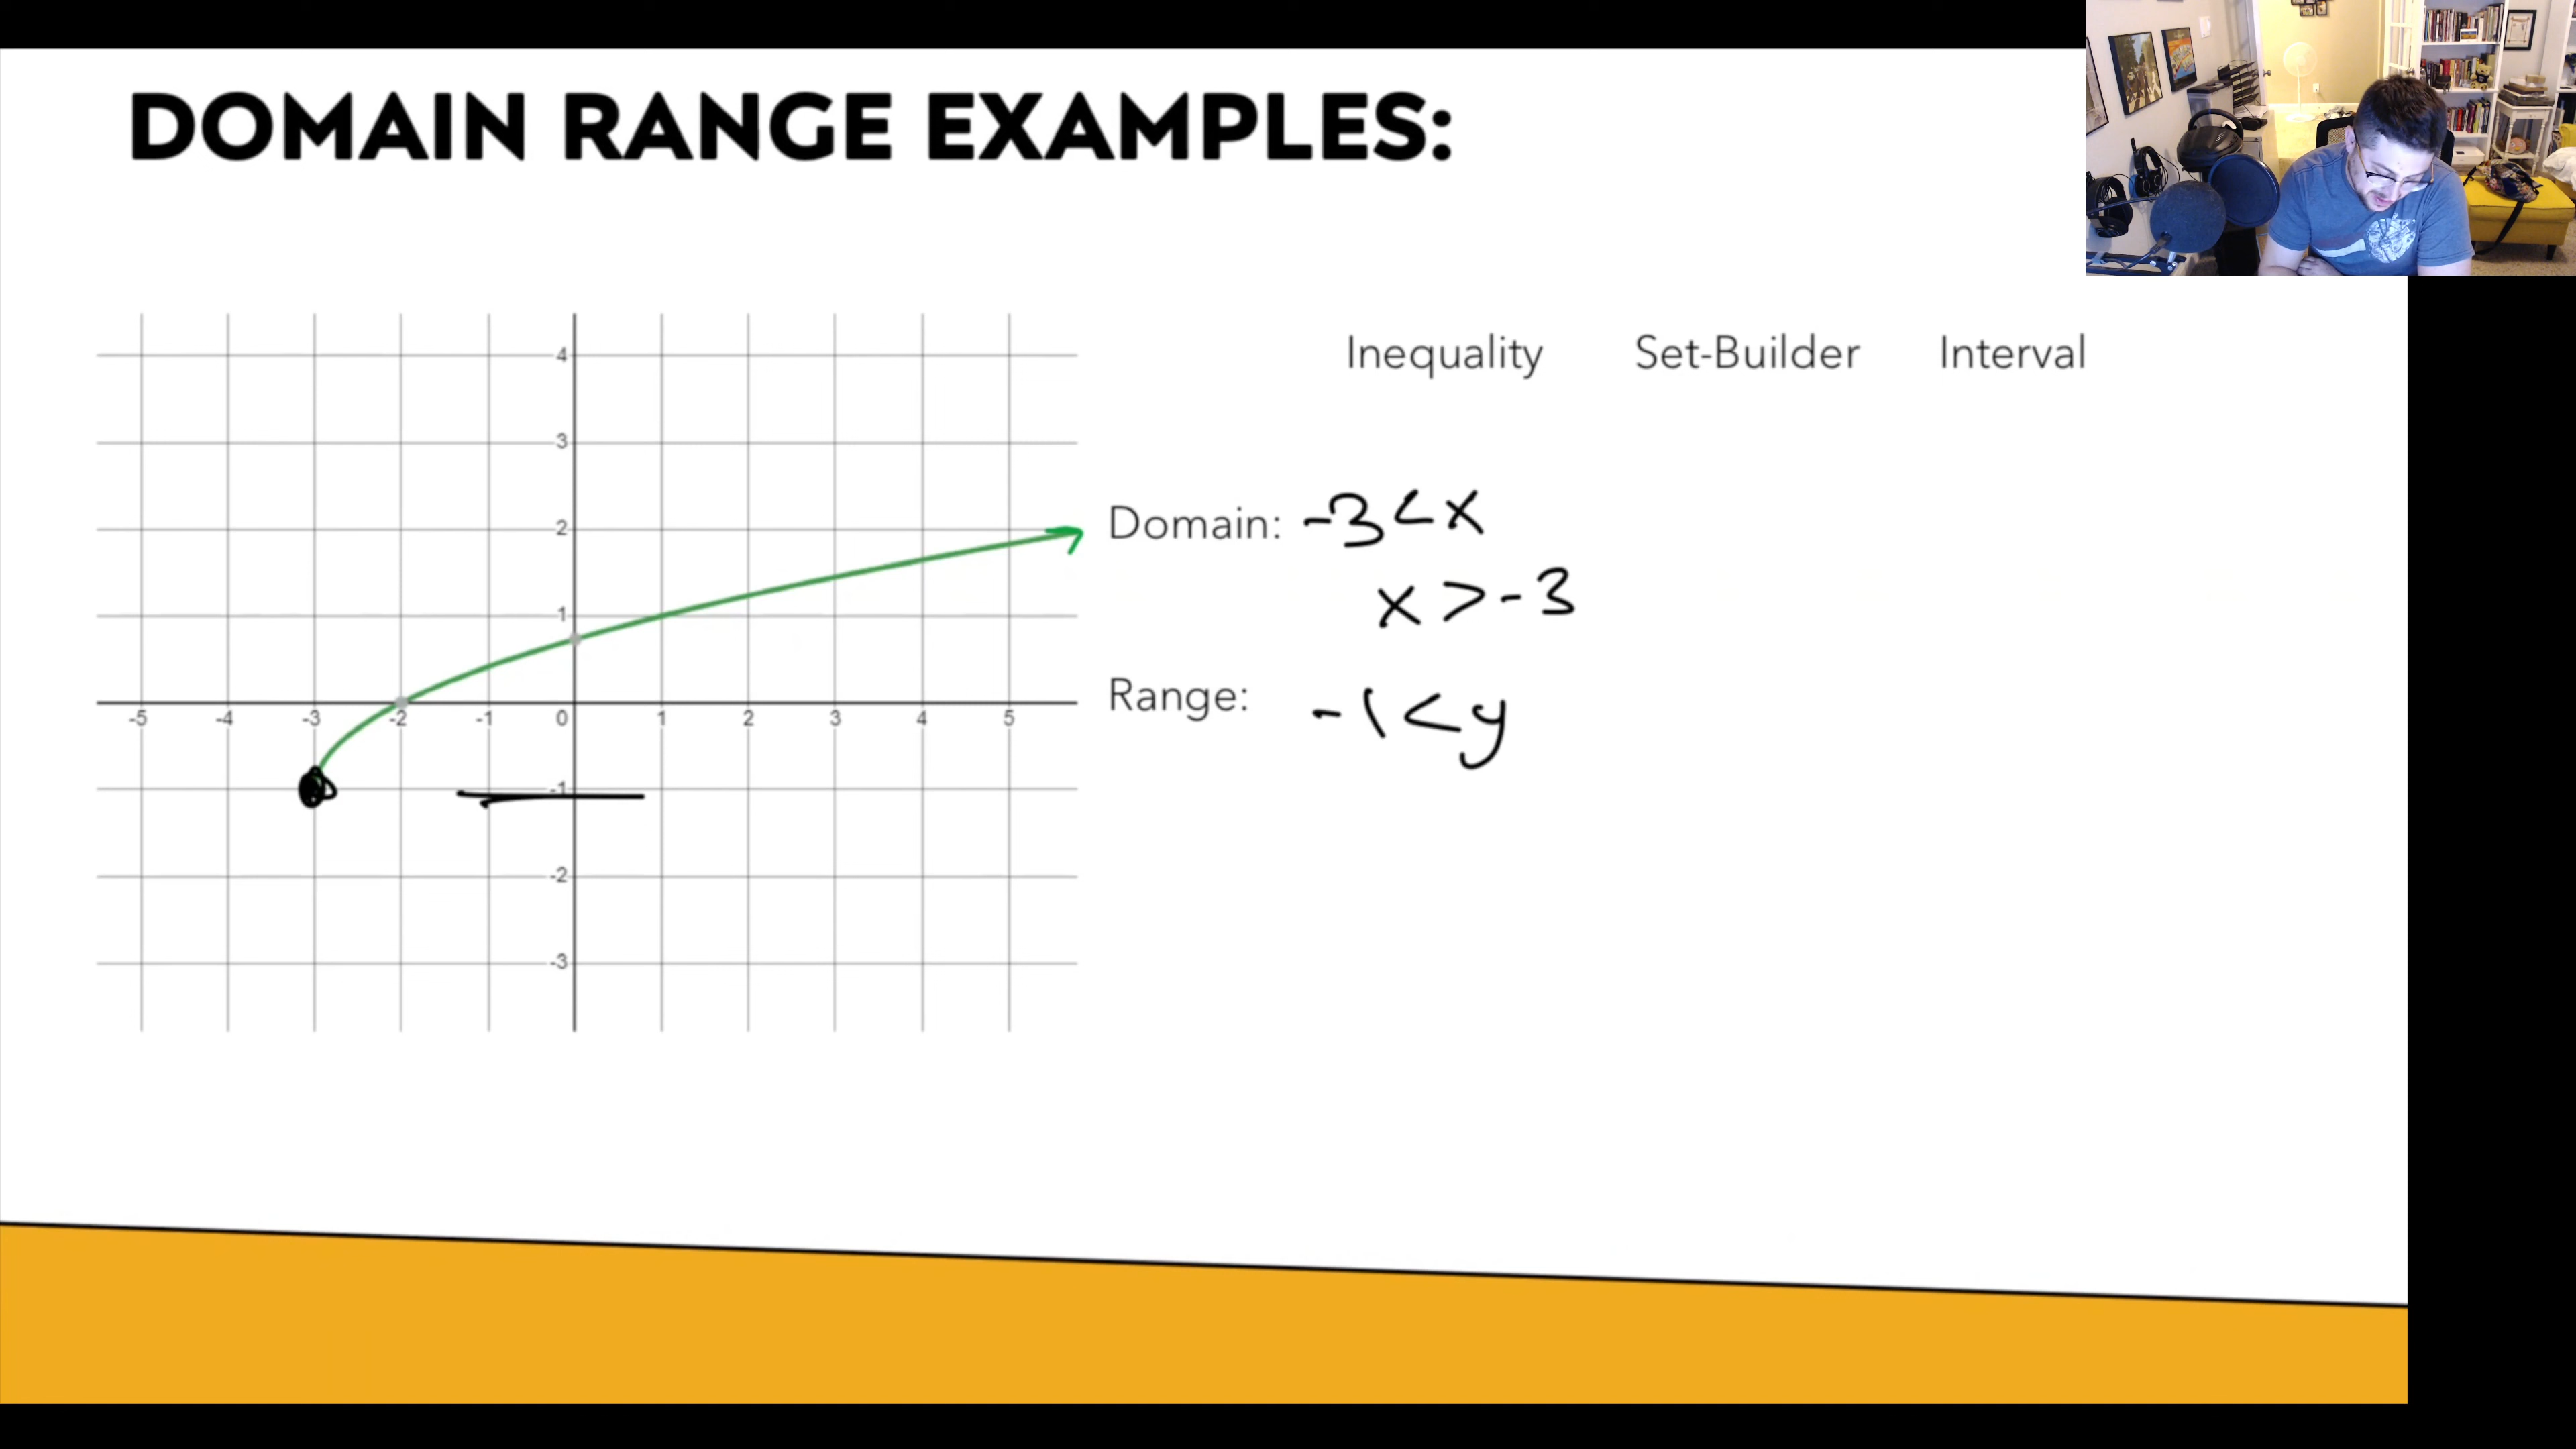 DOMAIN RANGE EXAMPLES:
Inequality Set-Builder Interval
Domain: -3<x
x>-3
Range: -1<y
4
3
2
1
-5 -4 -3 -2 -1 0 1 2 3 4 5
-1
-2
-3